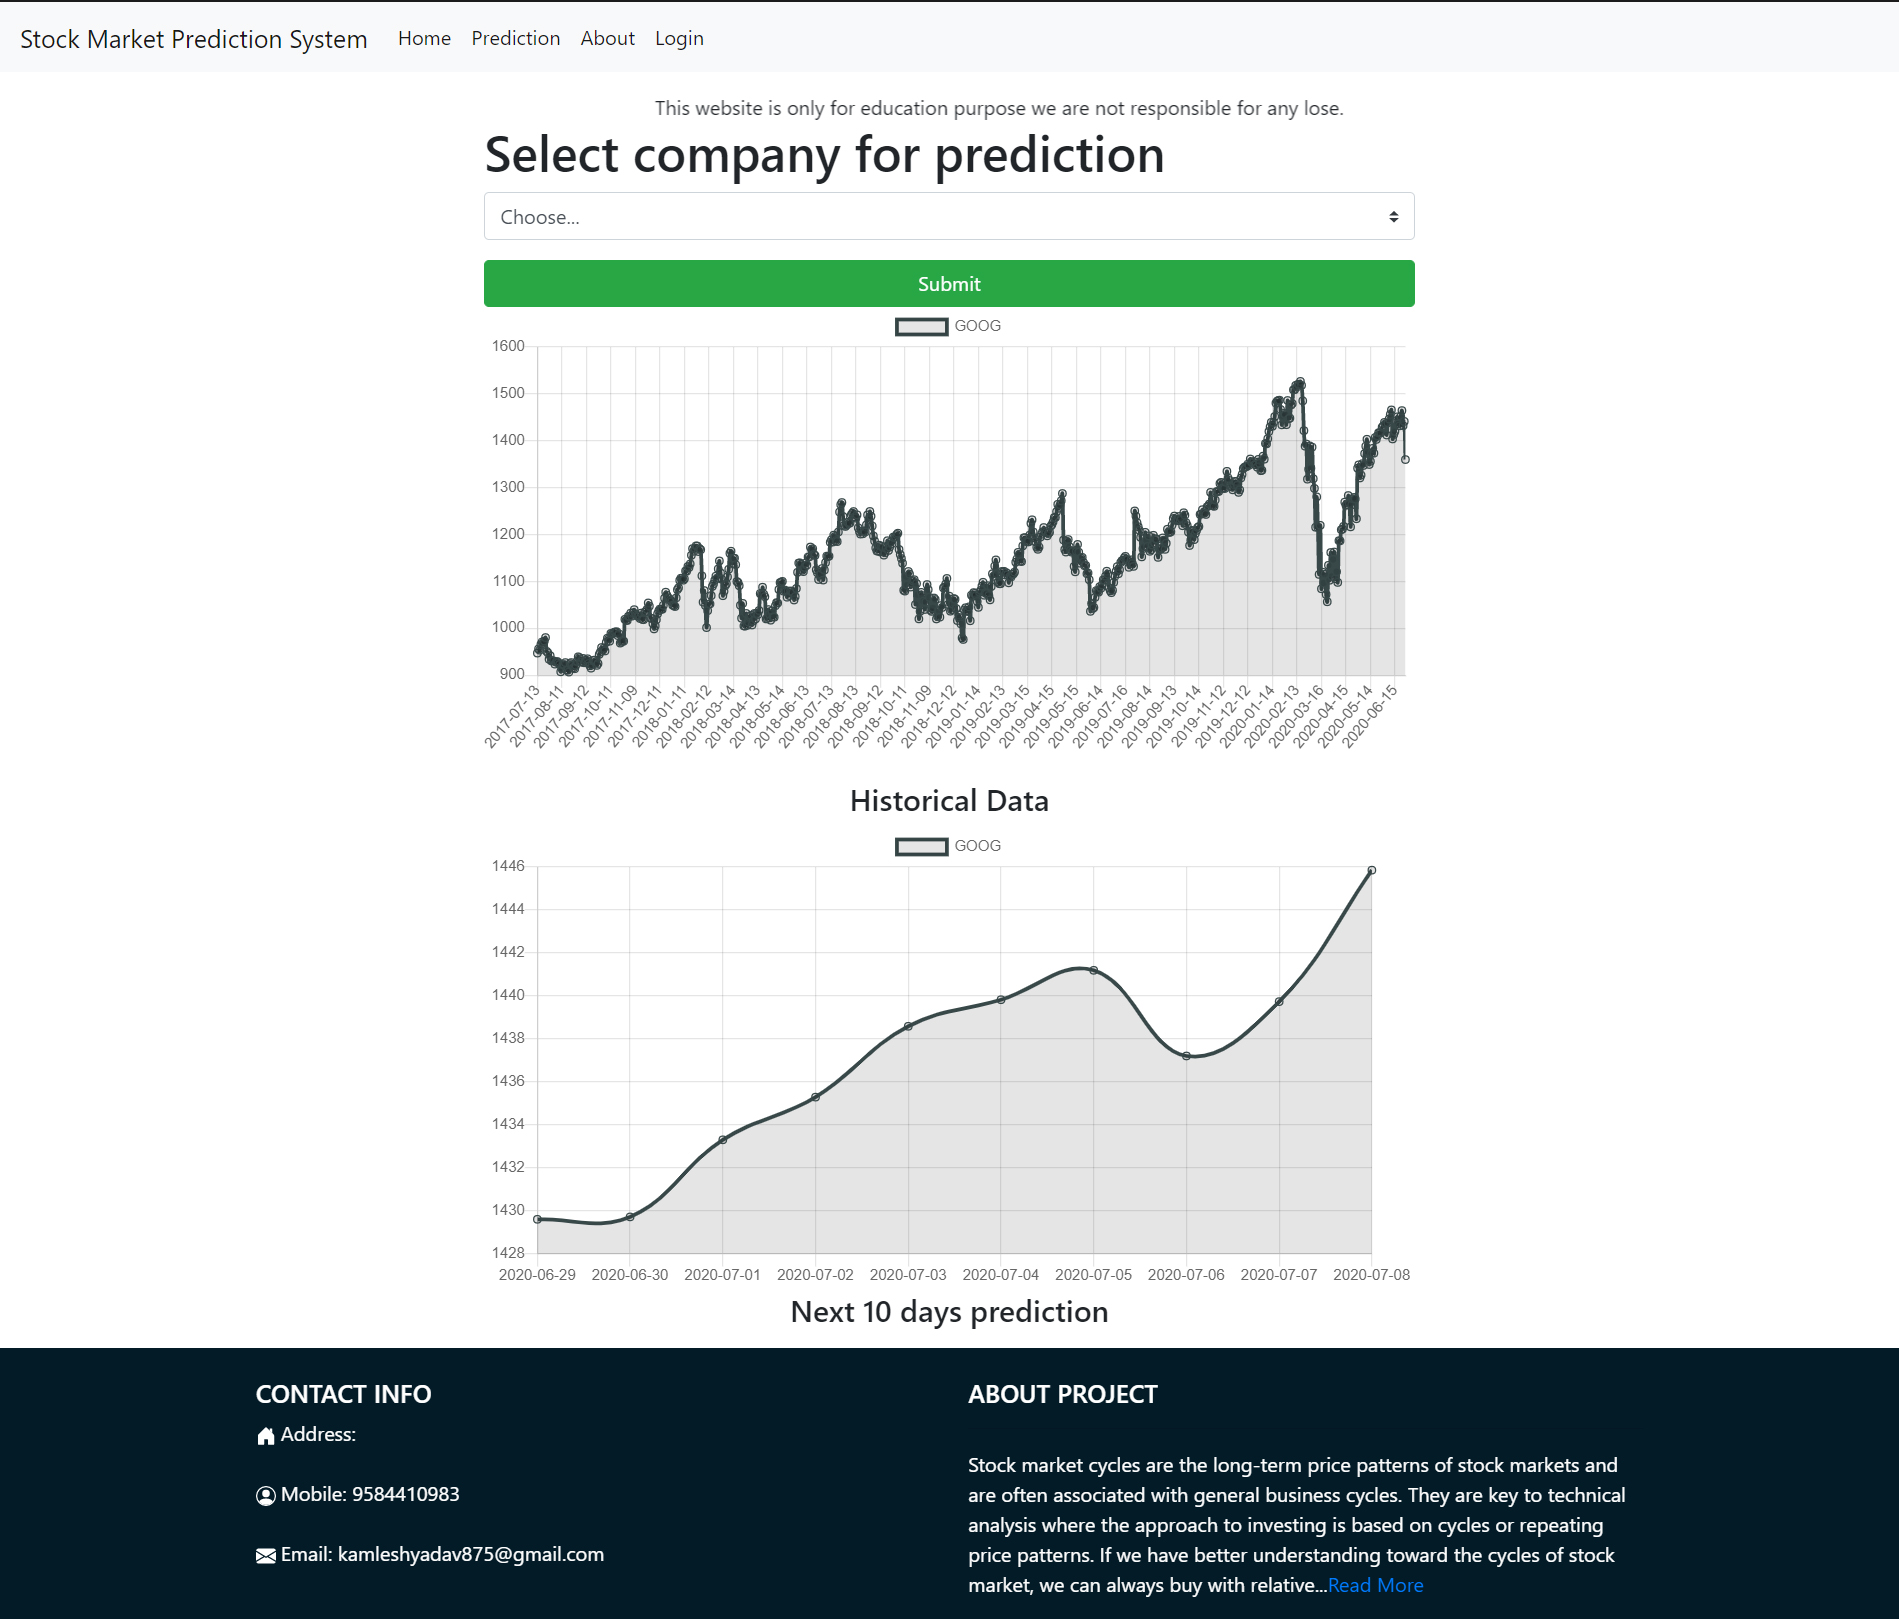 Stock Market Prediction System Home Prediction About Login
This website is only for education purpose we are not responsible for any lose.
Select company for prediction
Choose...
Submit
GOOG
1600
1500
1400
1300
1200
1100
1000
900
2017-07-13 2017-08-11 2017-09-12 2017-10-11 2017-11-09 2017-12-11 2018-01-11 2018-02-12 2018-03-14 2018-04-13 2018-05-14 2018-06-13 2018-07-13 2018-08-13 2018-09-12 2018-10-11 2018-11-09 2018-12-12 2019-01-14 2019-02-13 2019-03-15 2019-04-15 2019-05-15 2019-06-14 2019-07-16 2019-08-14 2019-09-13 2019-10-14 2019-11-12 2019-12-12 2020-01-14 2020-02-13 2020-03-16 2020-04-15 2020-05-14 2020-06-15
Historical Data
GOOG
1446
1444
1442
1440
1438
1436
1434
1432
1430
1428
2020-06-29 2020-06-30 2020-07-01 2020-07-02 2020-07-03 2020-07-04 2020-07-05 2020-07-06 2020-07-07 2020-07-08
Next 10 days prediction
CONTACT INFO
Address:
Mobile: 9584410983
Email: kamleshyadav875@gmail.com
ABOUT PROJECT
Stock market cycles are the long-term price patterns of stock markets and
are often associated with general business cycles. They are key to technical
analysis where the approach to investing is based on cycles or repeating
price patterns. If we have better understanding toward the cycles of stock
market, we can always buy with relative...Read More